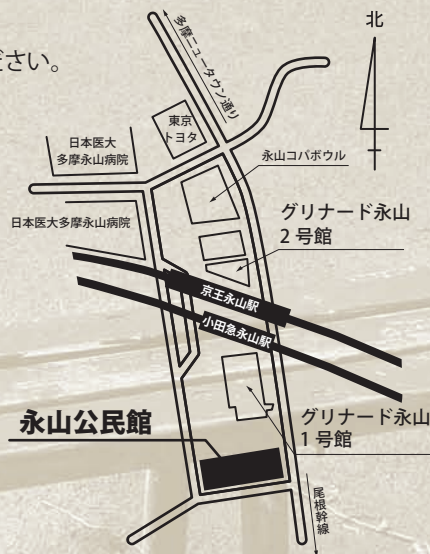 ださい。
北
多摩ニュータウン通り
東京
トヨタ
日本医大
多摩永山病院
永山コパボウル
日本医大多摩永山病院
グリナード永山
2 号館
京王永山駅
小田急永山駅
グリナード永山
1 号館
永山公民館
尾根幹線